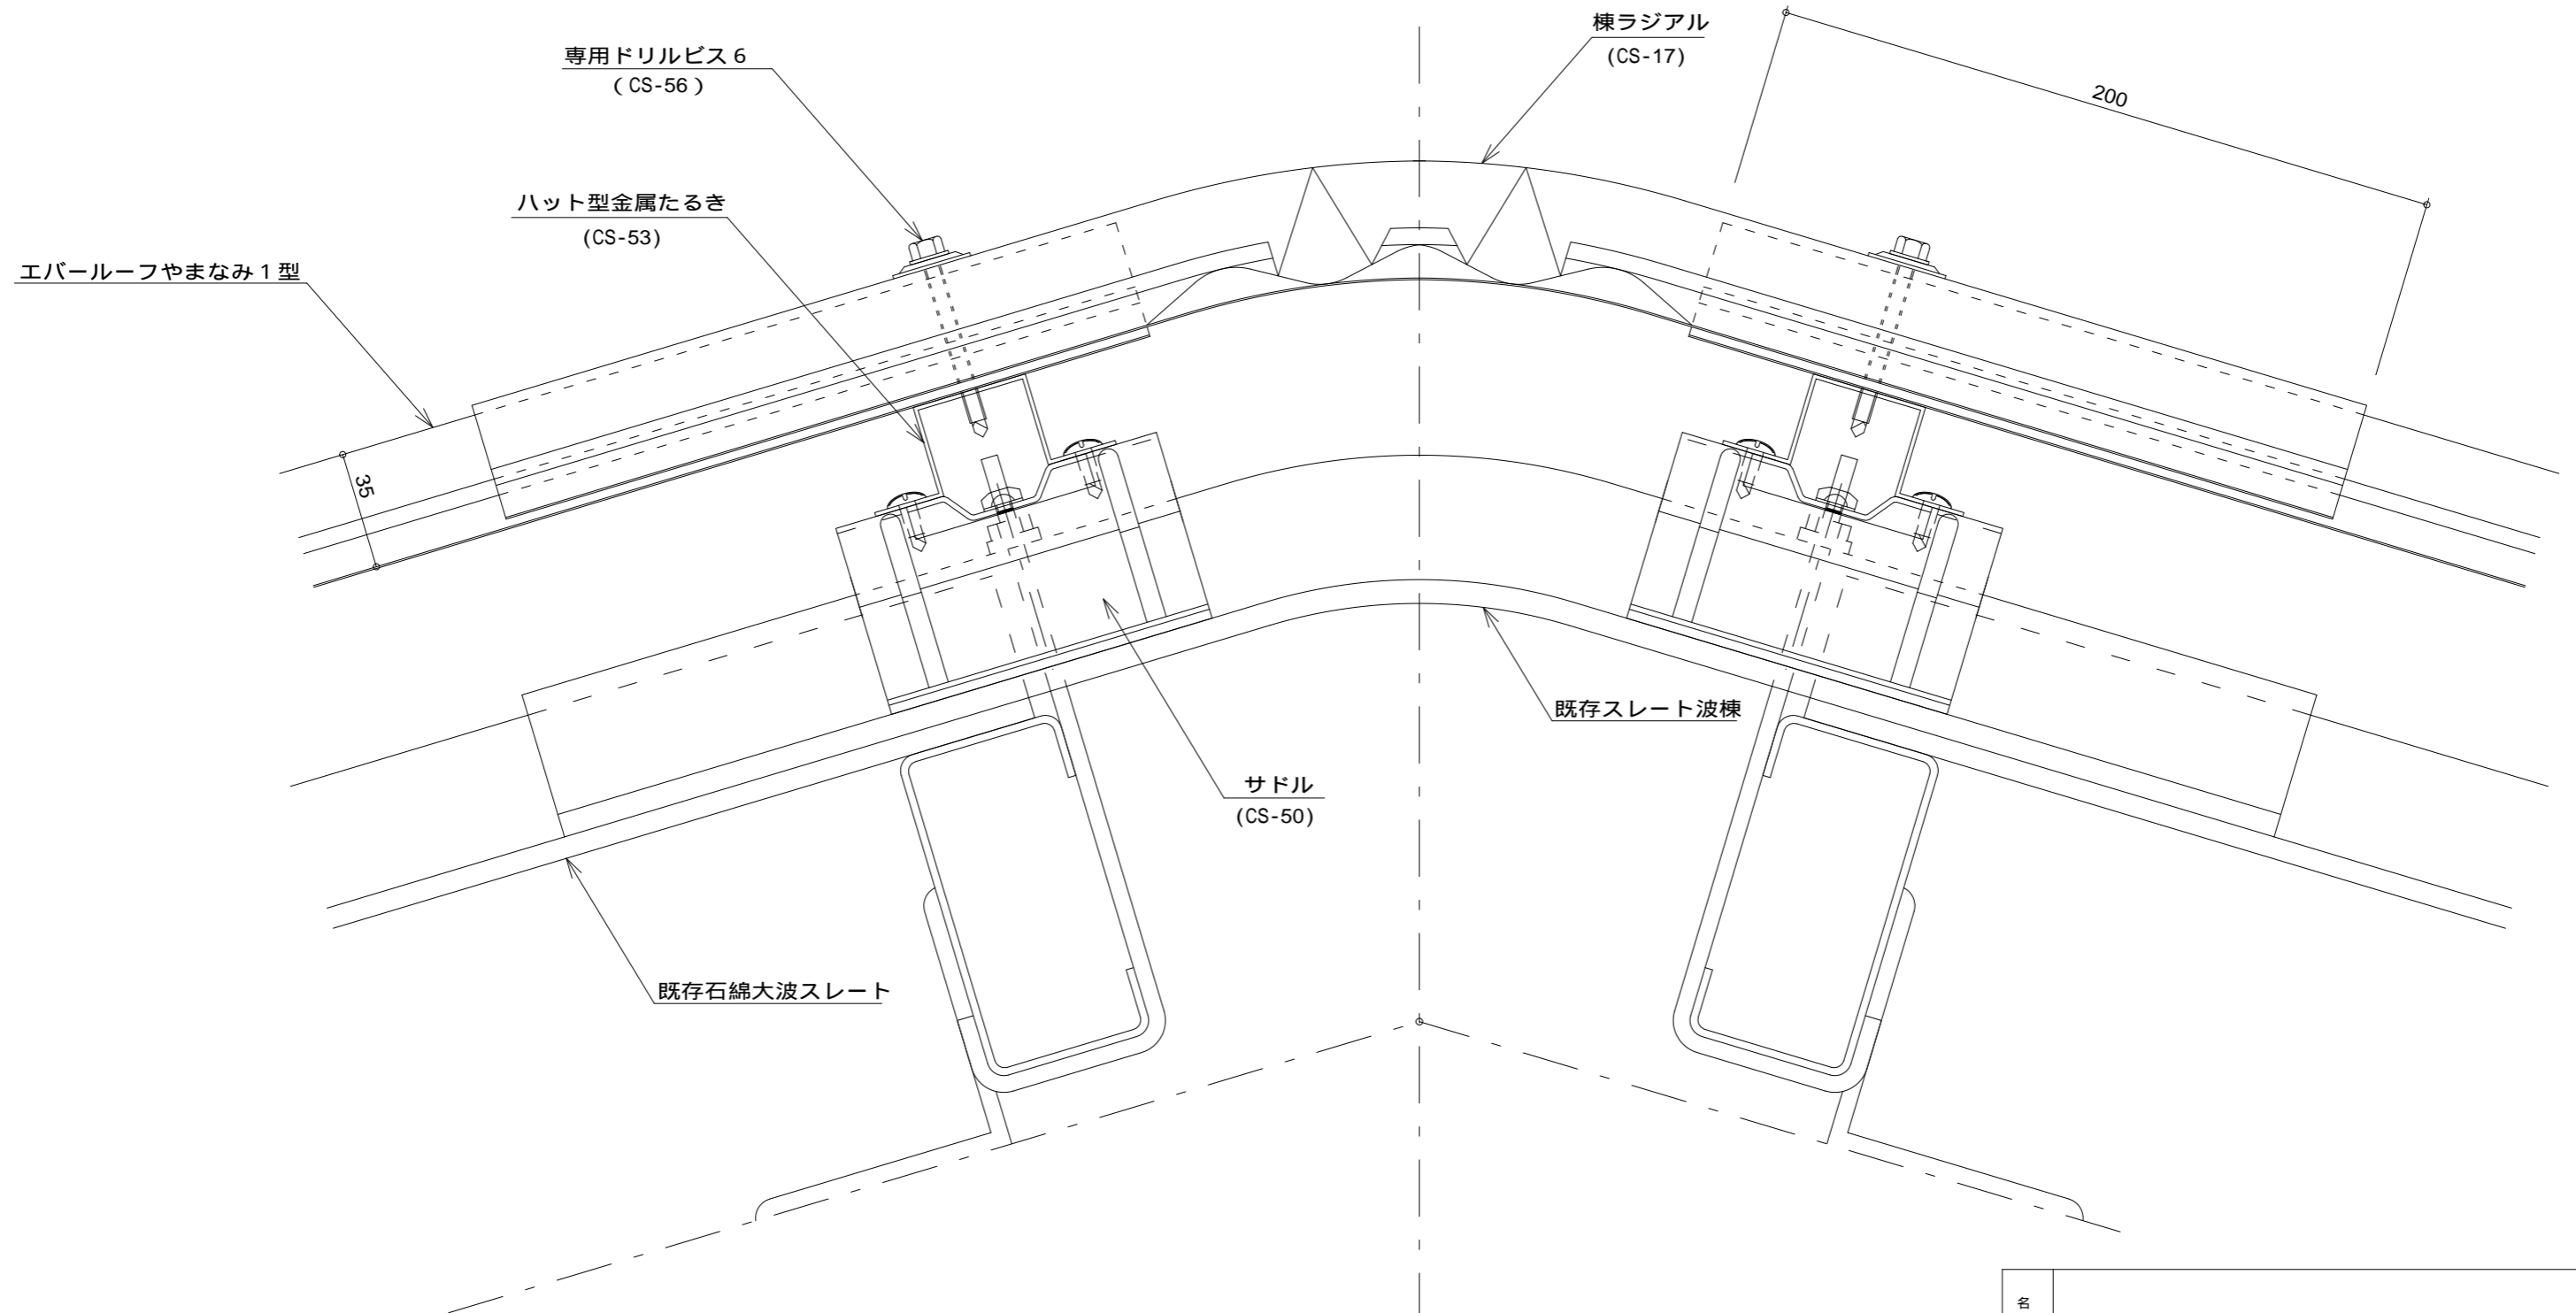 棟ラジアル
(CS-17)
専用ドリルビス６
(CS-56)
200
ハット型金属たるき
(CS-53)
エバールーフやまなみ１型
35
既存スレート波棟
サドル
(CS-50)
既存石綿大波スレート
名